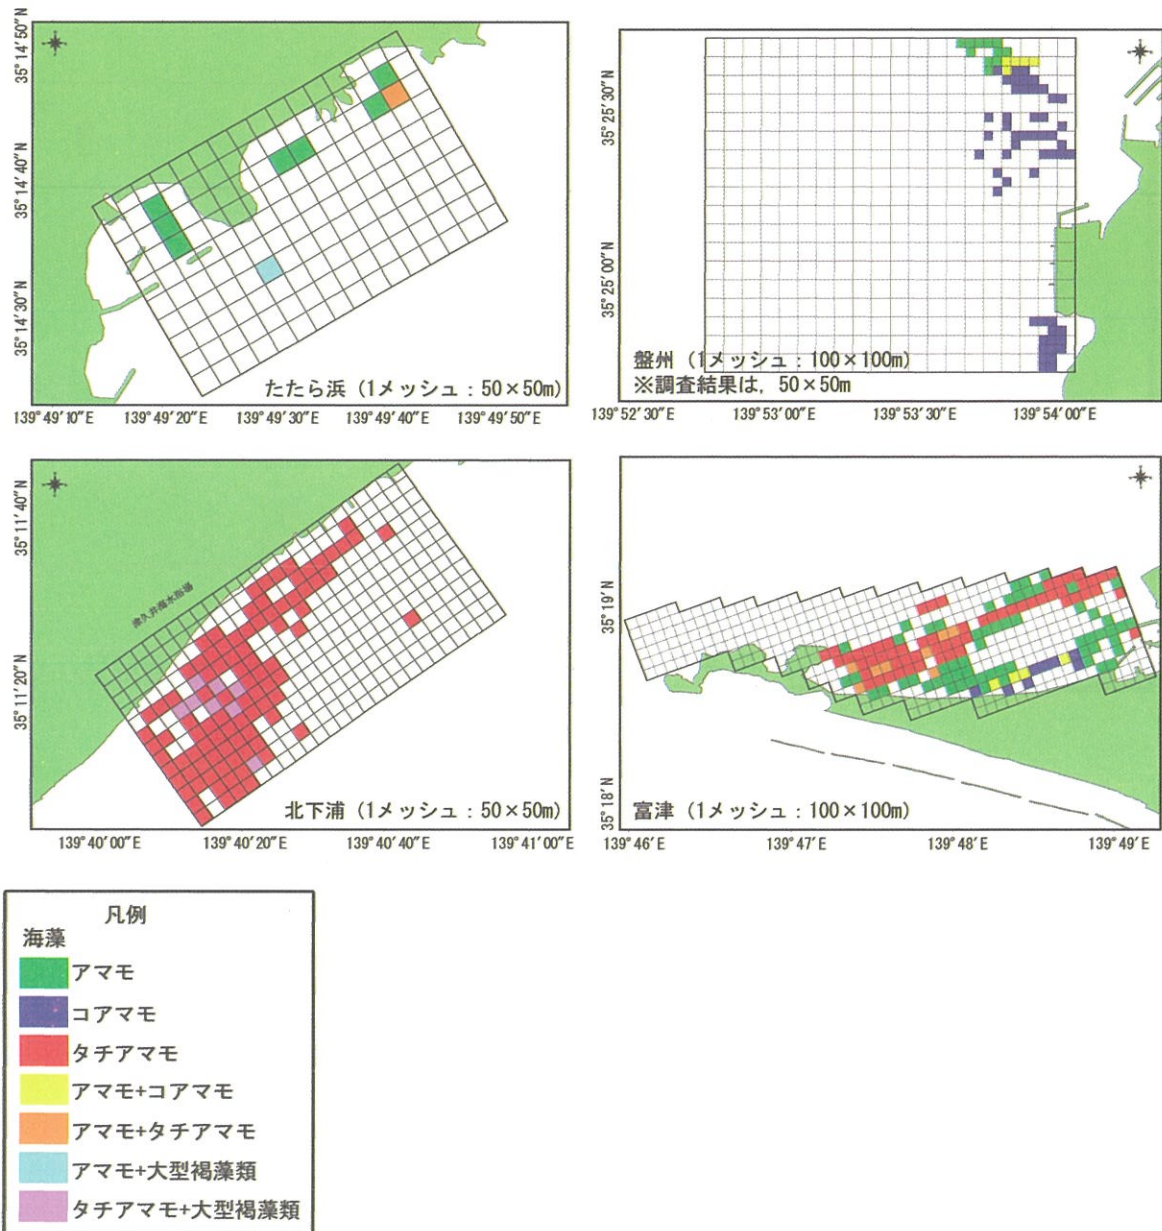 35°14′50″N
35°14′40″N
35°14′30″N
たたら浜 (1メッシュ：50×50m)
139°49′10″E
139°49′20″E
139°49′30″E
139°49′40″E
139°49′50″E
35°25′30″N
35°25′00″N
盤州 (1メッシュ：100×100m)
※調査結果は，50×50m
139°52′30″E
139°53′00″E
139°53′30″E
139°54′00″E
35°11′40″N
35°11′20″N
津久井海水浴場
北下浦 (1メッシュ：50×50m)
139°40′00″E
139°40′20″E
139°40′40″E
139°41′00″E
35°19′N
35°18′N
富津 (1メッシュ：100×100m)
139°46′E
139°47′E
139°48′E
139°49′E
凡例
海藻
アマモ
コアマモ
タチアマモ
アマモ+コアマモ
アマモ+タチアマモ
アマモ+大型褐藻類
タチアマモ+大型褐藻類